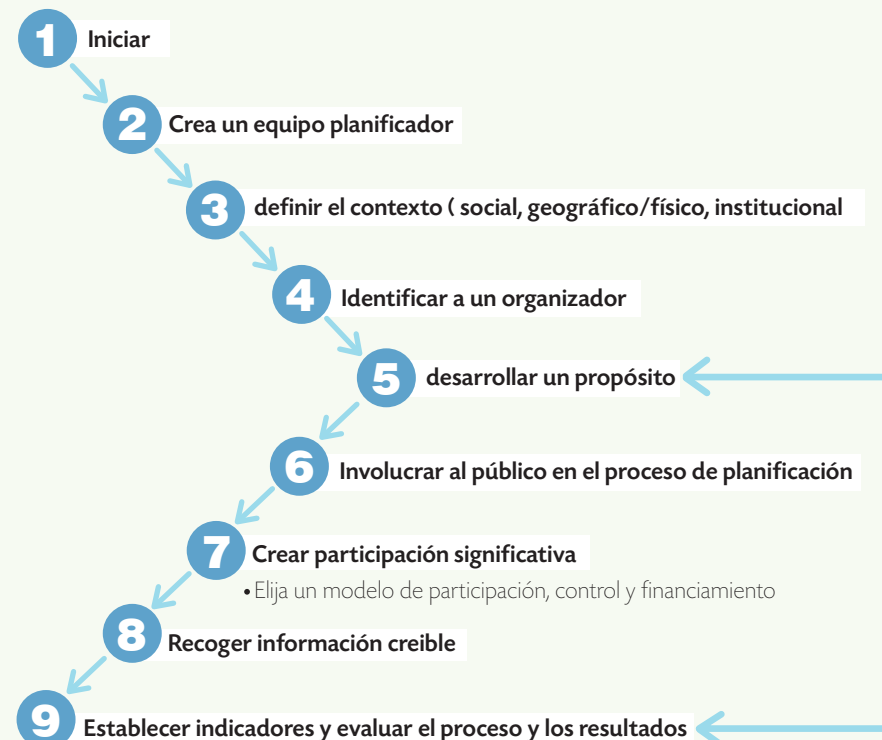 1 Iniciar
2 Crea un equipo planificador
3 definir el contexto ( social, geográfico/físico, institucional
4 Identificar a un organizador
5 desarrollar un propósito
6 Involucrar al público en el proceso de planificación
7 Crear participación significativa
• Elija un modelo de participación, control y financiamiento
8 Recoger información creible
9 Establecer indicadores y evaluar el proceso y los resultados